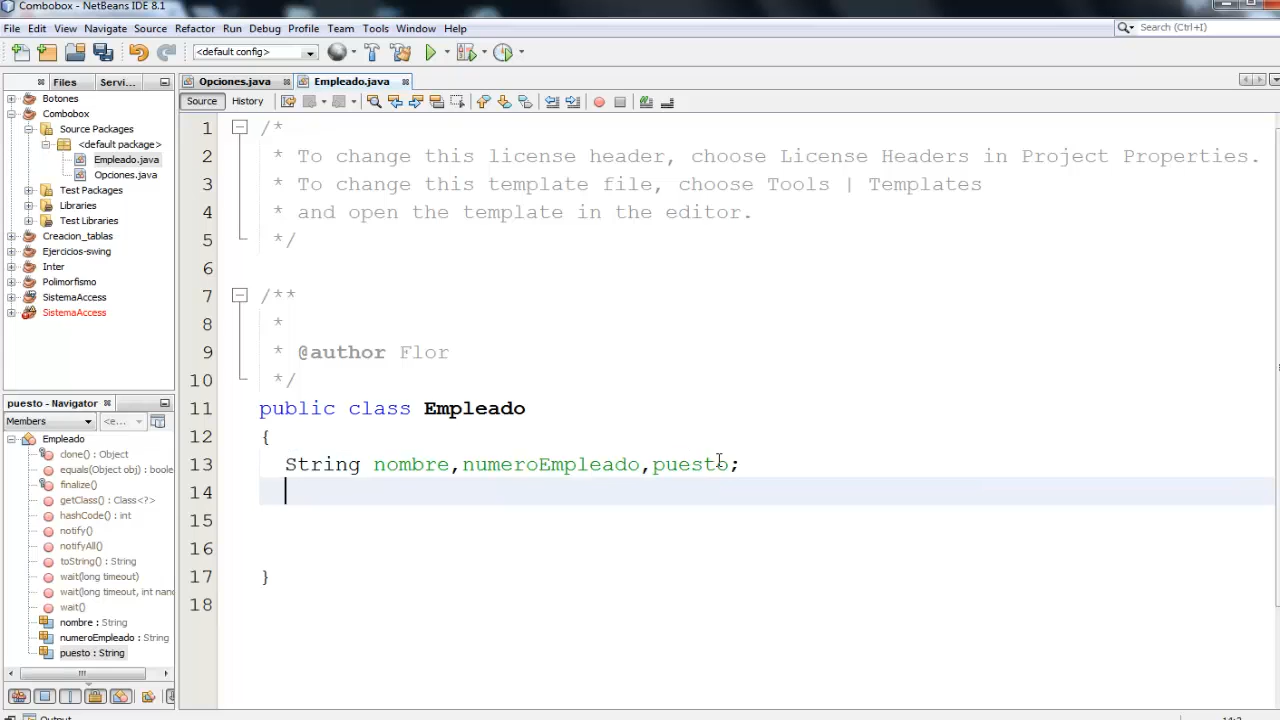 Combobox - NetBeans IDE 8.1
File Edit View Navigate Source Refactor Run Debug Profile Team Tools Window Help
Search (Ctrl+I)
<default config>
Files Servi...
Opciones.java Empleado.java
Source History
Botones
Combobox
Source Packages
<default package>
Empleado.java
Opciones.java
Test Packages
Libraries
Test Libraries
Creacion_tablas
Ejercicios-swing
Inter
Polimorfismo
SistemaAccess
SistemaAccess
puesto - Navigator
Members <e...
Empleado
clone() : Object
equals(Object obj) : boole
finalize()
getClass() : Class<?>
hashCode() : int
notify()
notifyAll()
toString() : String
wait(long timeout)
wait(long timeout, int nano
wait()
nombre : String
numeroEmpleado : String
puesto : String
1 /*
2 * To change this license header, choose License Headers in Project Properties.
3 * To change this template file, choose Tools | Templates
4 * and open the template in the editor.
5 */
6
7 /**
8 *
9 * @author Flor
10 */
11 public class Empleado
12 {
13 String nombre,numeroEmpleado,puesto;
14
15
16
17 }
18
Output